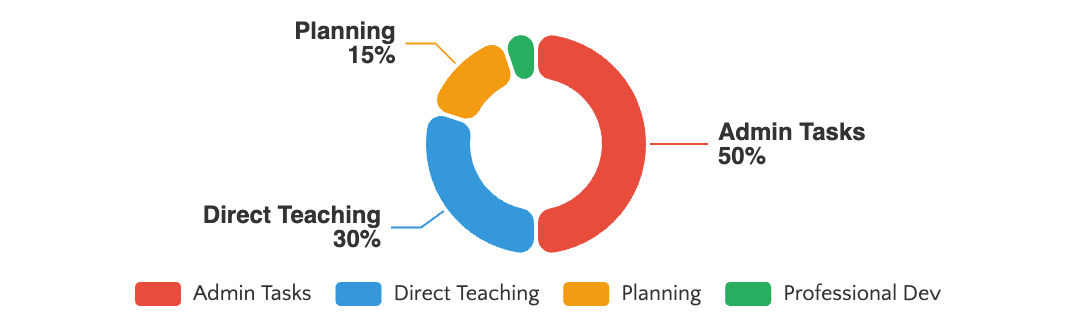 Planning
15%
Admin Tasks
50%
Direct Teaching
30%
Admin Tasks
Direct Teaching
Planning
Professional Dev